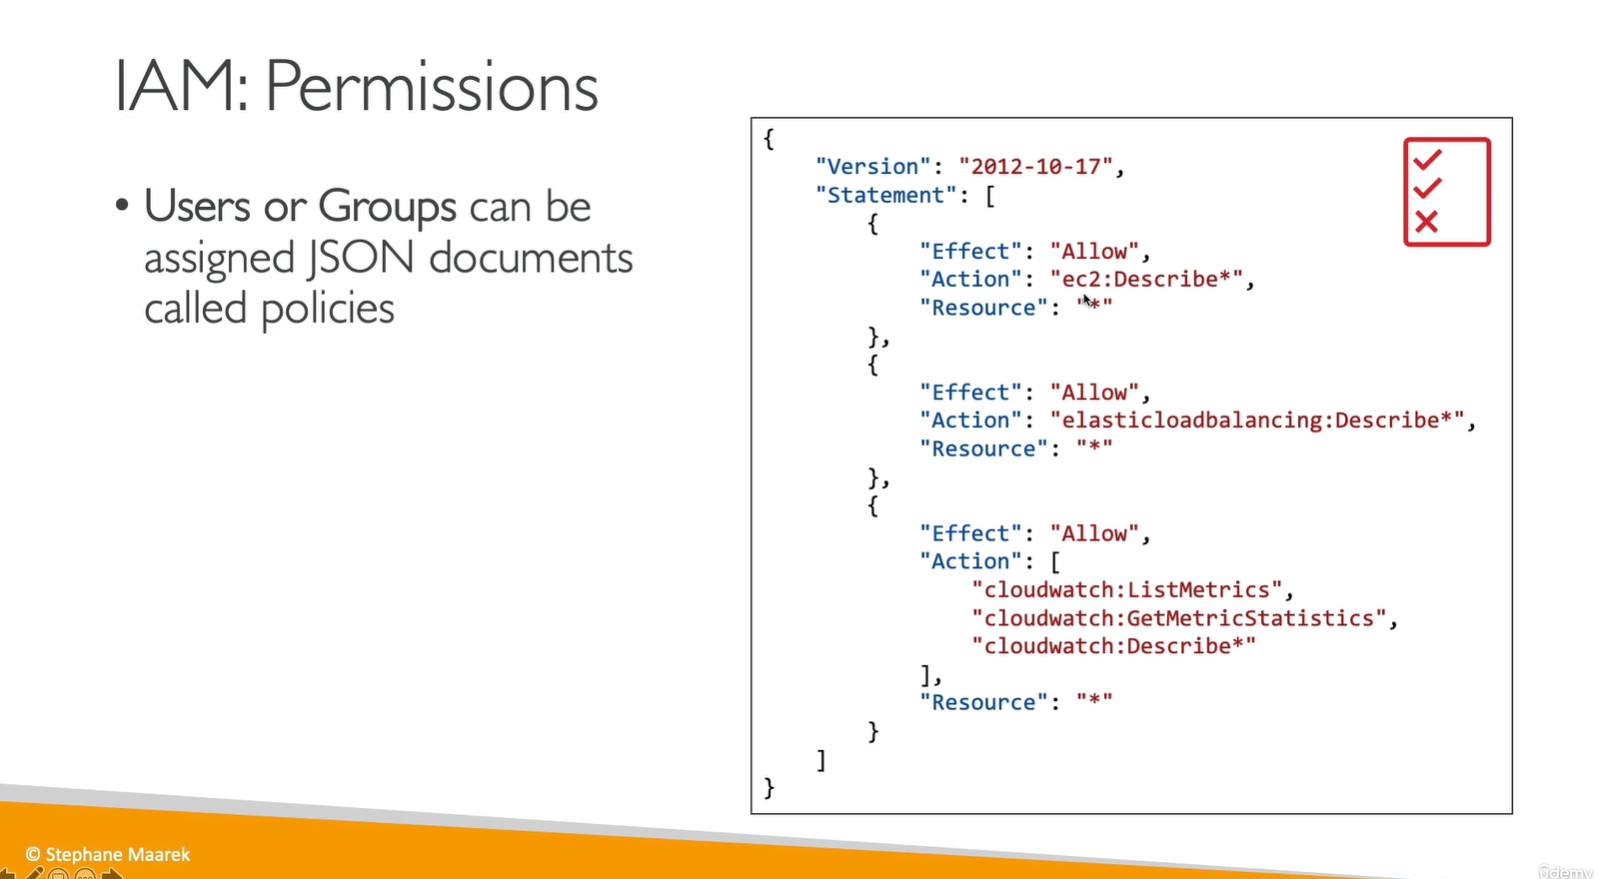 IAM: Permissions
• Users or Groups can be
assigned JSON documents
called policies
{
    "Version": "2012-10-17",
    "Statement": [
        {
            "Effect": "Allow",
            "Action": "ec2:Describe*",
            "Resource": "*"
        },
        {
            "Effect": "Allow",
            "Action": "elasticloadbalancing:Describe*",
            "Resource": "*"
        },
        {
            "Effect": "Allow",
            "Action": [
                "cloudwatch:ListMetrics",
                "cloudwatch:GetMetricStatistics",
                "cloudwatch:Describe*"
            ],
            "Resource": "*"
        }
    ]
}
© Stephane Maarek
ûdemy